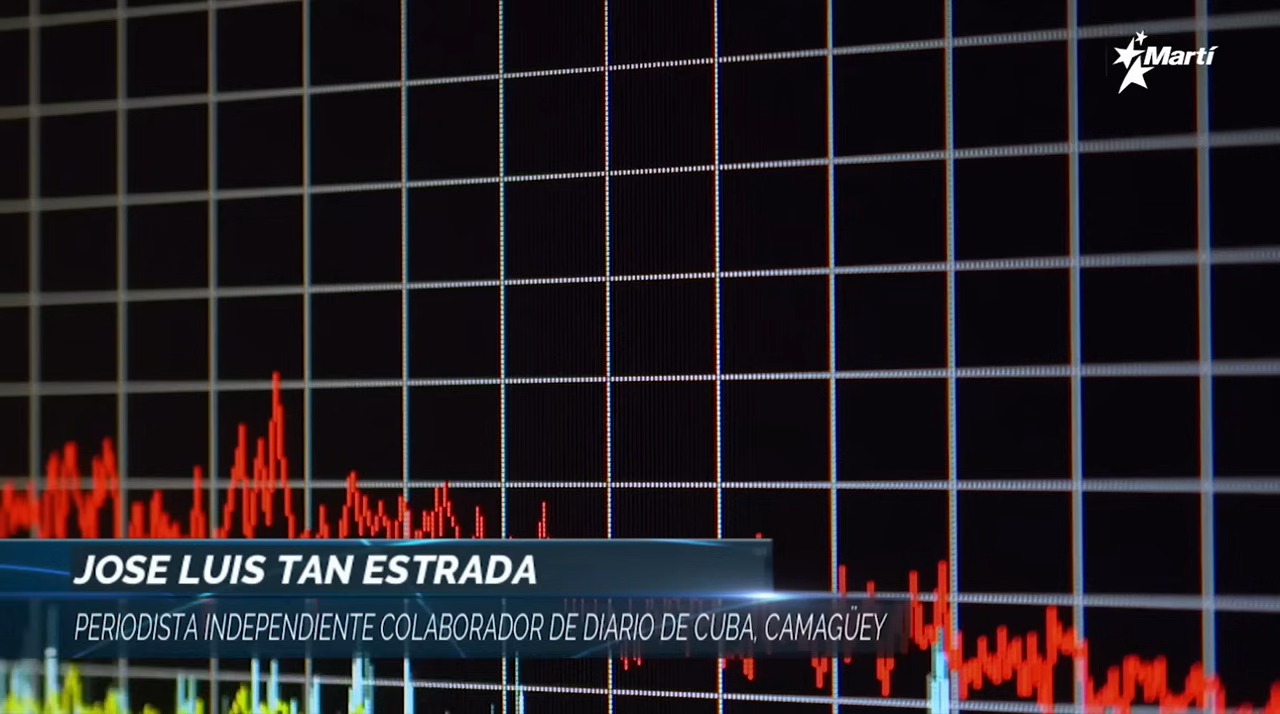 Martí
JOSE LUIS TAN ESTRADA
PERIODISTA INDEPENDIENTE COLABORADOR DE DIARIO DE CUBA, CAMAGÜEY